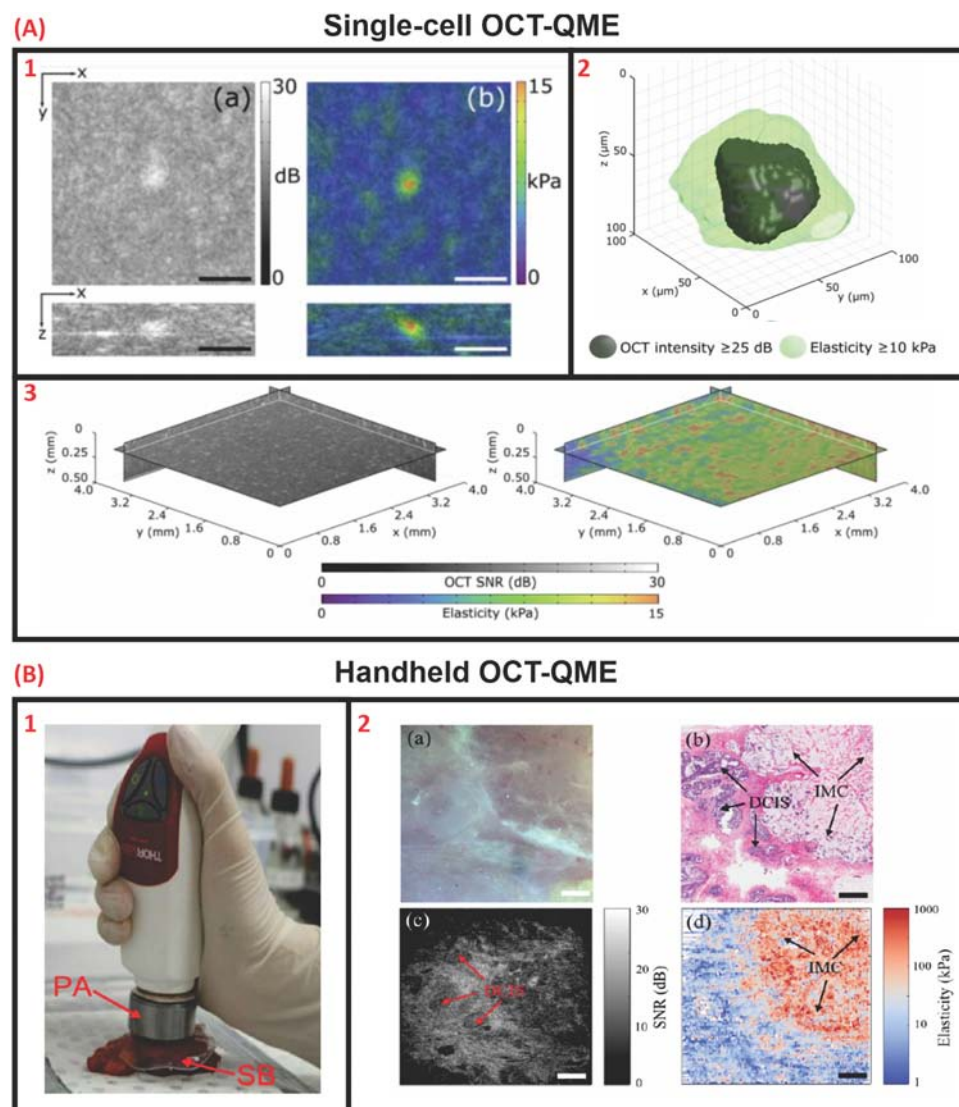 (A)
Single-cell OCT-QME
1
x
y
(a)
30
dB
0
(b)
15
kPa
0
x
z
2
0
50
100
z (µm)
100
50
0
x (µm)
0
50
100
y (µm)
OCT intensity ≥25 dB
Elasticity ≥10 kPa
3
z (mm)
0
0.25
0.50
4.0
3.2
2.4
1.6
0.8
0
y (mm)
0
0.8
1.6
2.4
3.2
4.0
x (mm)
z (mm)
0
0.25
0.50
4.0
3.2
2.4
1.6
0.8
0
y (mm)
0
0.8
1.6
2.4
3.2
4.0
x (mm)
0
OCT SNR (dB)
30
0
Elasticity (kPa)
15
(B)
Handheld OCT-QME
1
THOR
PA
SB
2
(a)
(b)
DCIS
IMC
(c)
DCIS
30
20
10
0
SNR (dB)
(d)
IMC
1000
100
10
1
Elasticity (kPa)